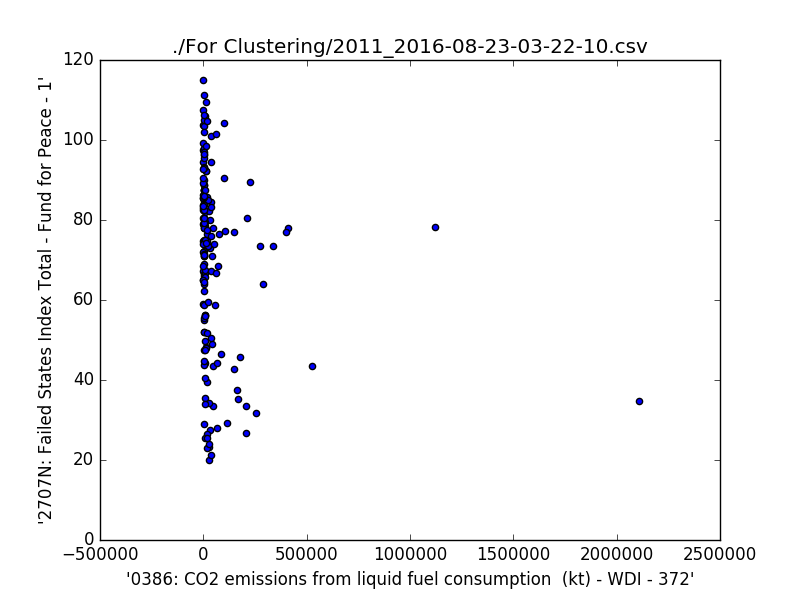 ./For Clustering/2011_2016-08-23-03-22-10.csv
120
100
80
60
40
20
0
'2707N: Failed States Index Total - Fund for Peace - 1'
−500000 0 500000 1000000 1500000 2000000 2500000
'0386: CO2 emissions from liquid fuel consumption  (kt) - WDI - 372'